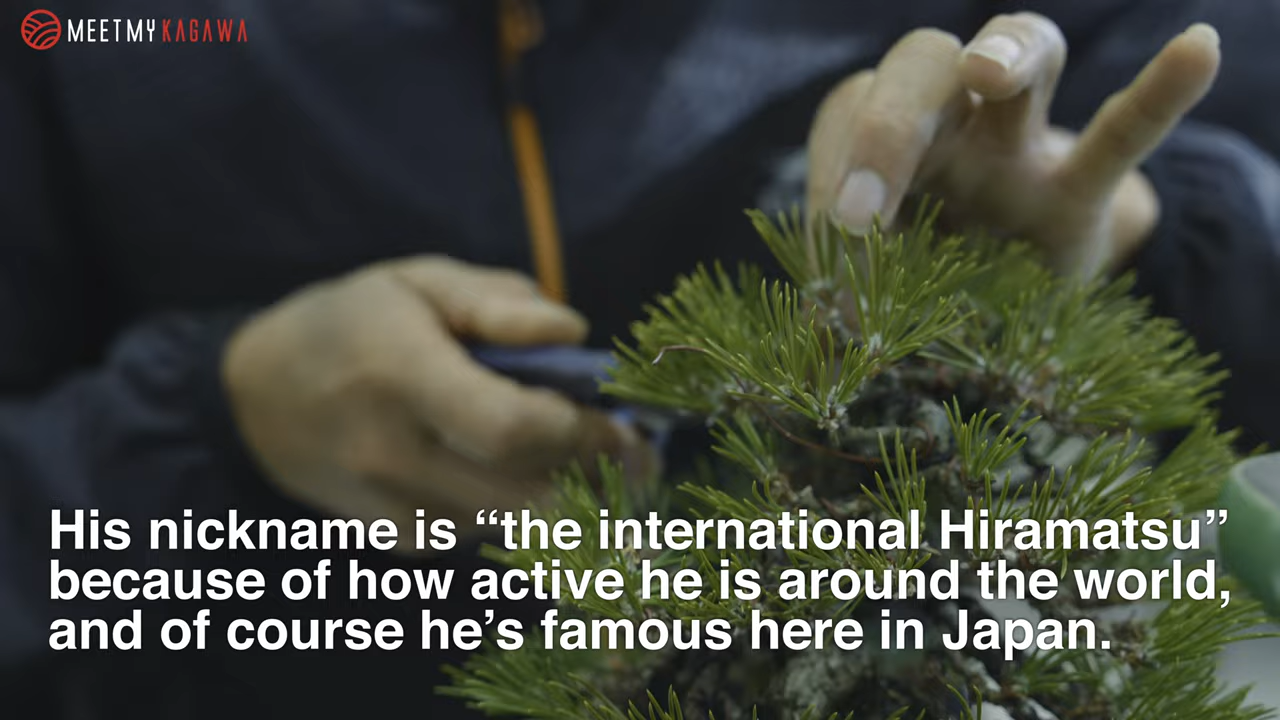 MEETMYKAGAWA
His nickname is “the international Hiramatsu”
because of how active he is around the world,
and of course he’s famous here in Japan.